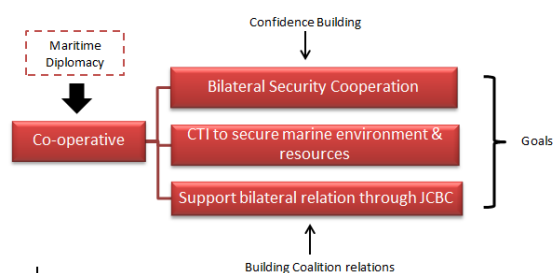 Confidence Building
Maritime
Diplomacy
Bilateral Security Cooperation
Co-operative
CTI to secure marine environment &
resources
Goals
Support bilateral relation through JCBC
Building Coalition relations